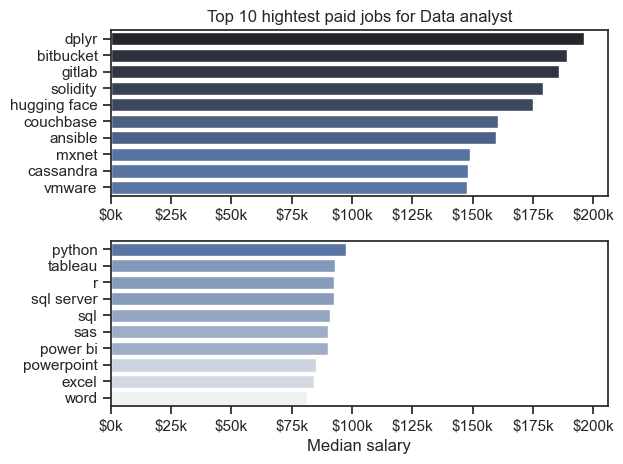 Top 10 hightest paid jobs for Data analyst
dplyr
bitbucket
gitlab
solidity
hugging face
couchbase
ansible
mxnet
cassandra
vmware
$0k $25k $50k $75k $100k $125k $150k $175k $200k
python
tableau
r
sql server
sql
sas
power bi
powerpoint
excel
word
$0k $25k $50k $75k $100k $125k $150k $175k $200k
Median salary